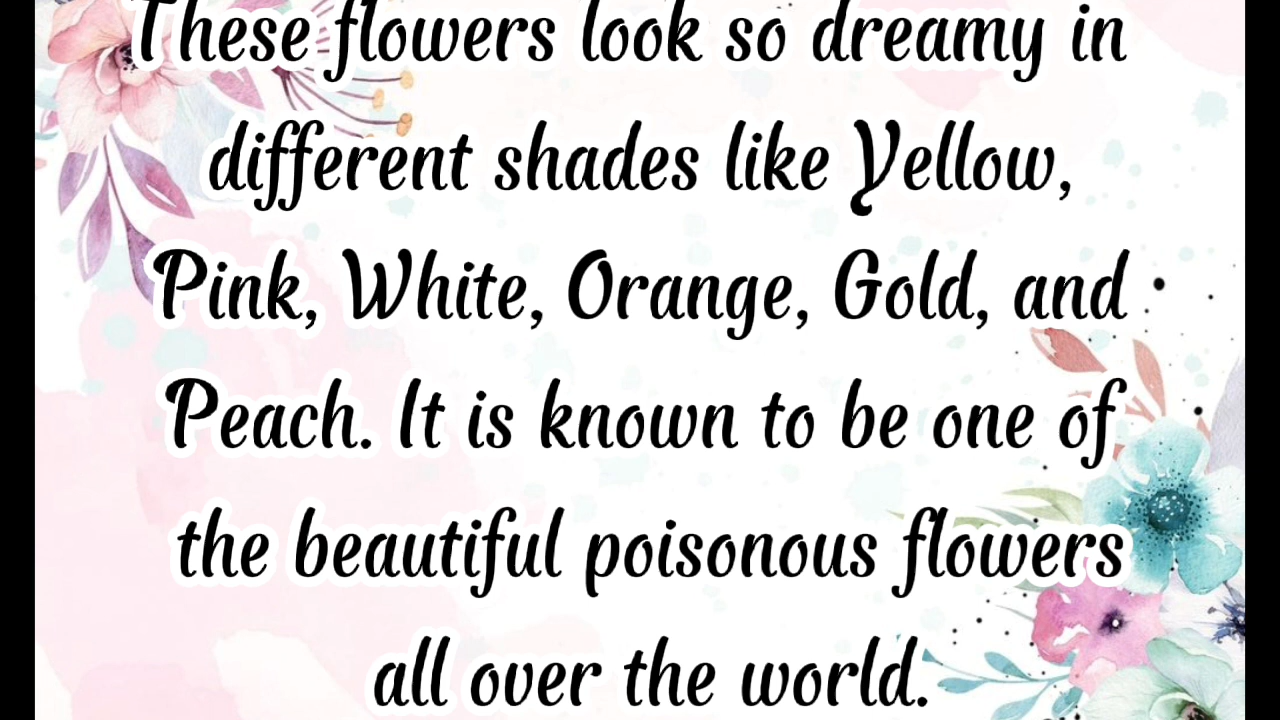 These flowers look so dreamy in
different shades like Yellow,
Pink, White, Orange, Gold, and
Peach. It is known to be one of
the beautiful poisonous flowers
all over the world.